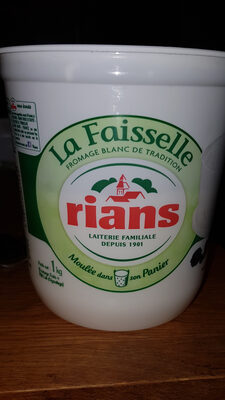 La Faisselle
FROMAGE BLANC DE TRADITION
rians
LAITERIE FAMILIALE
DEPUIS 1901
Moulée dans son Panier
1 kg